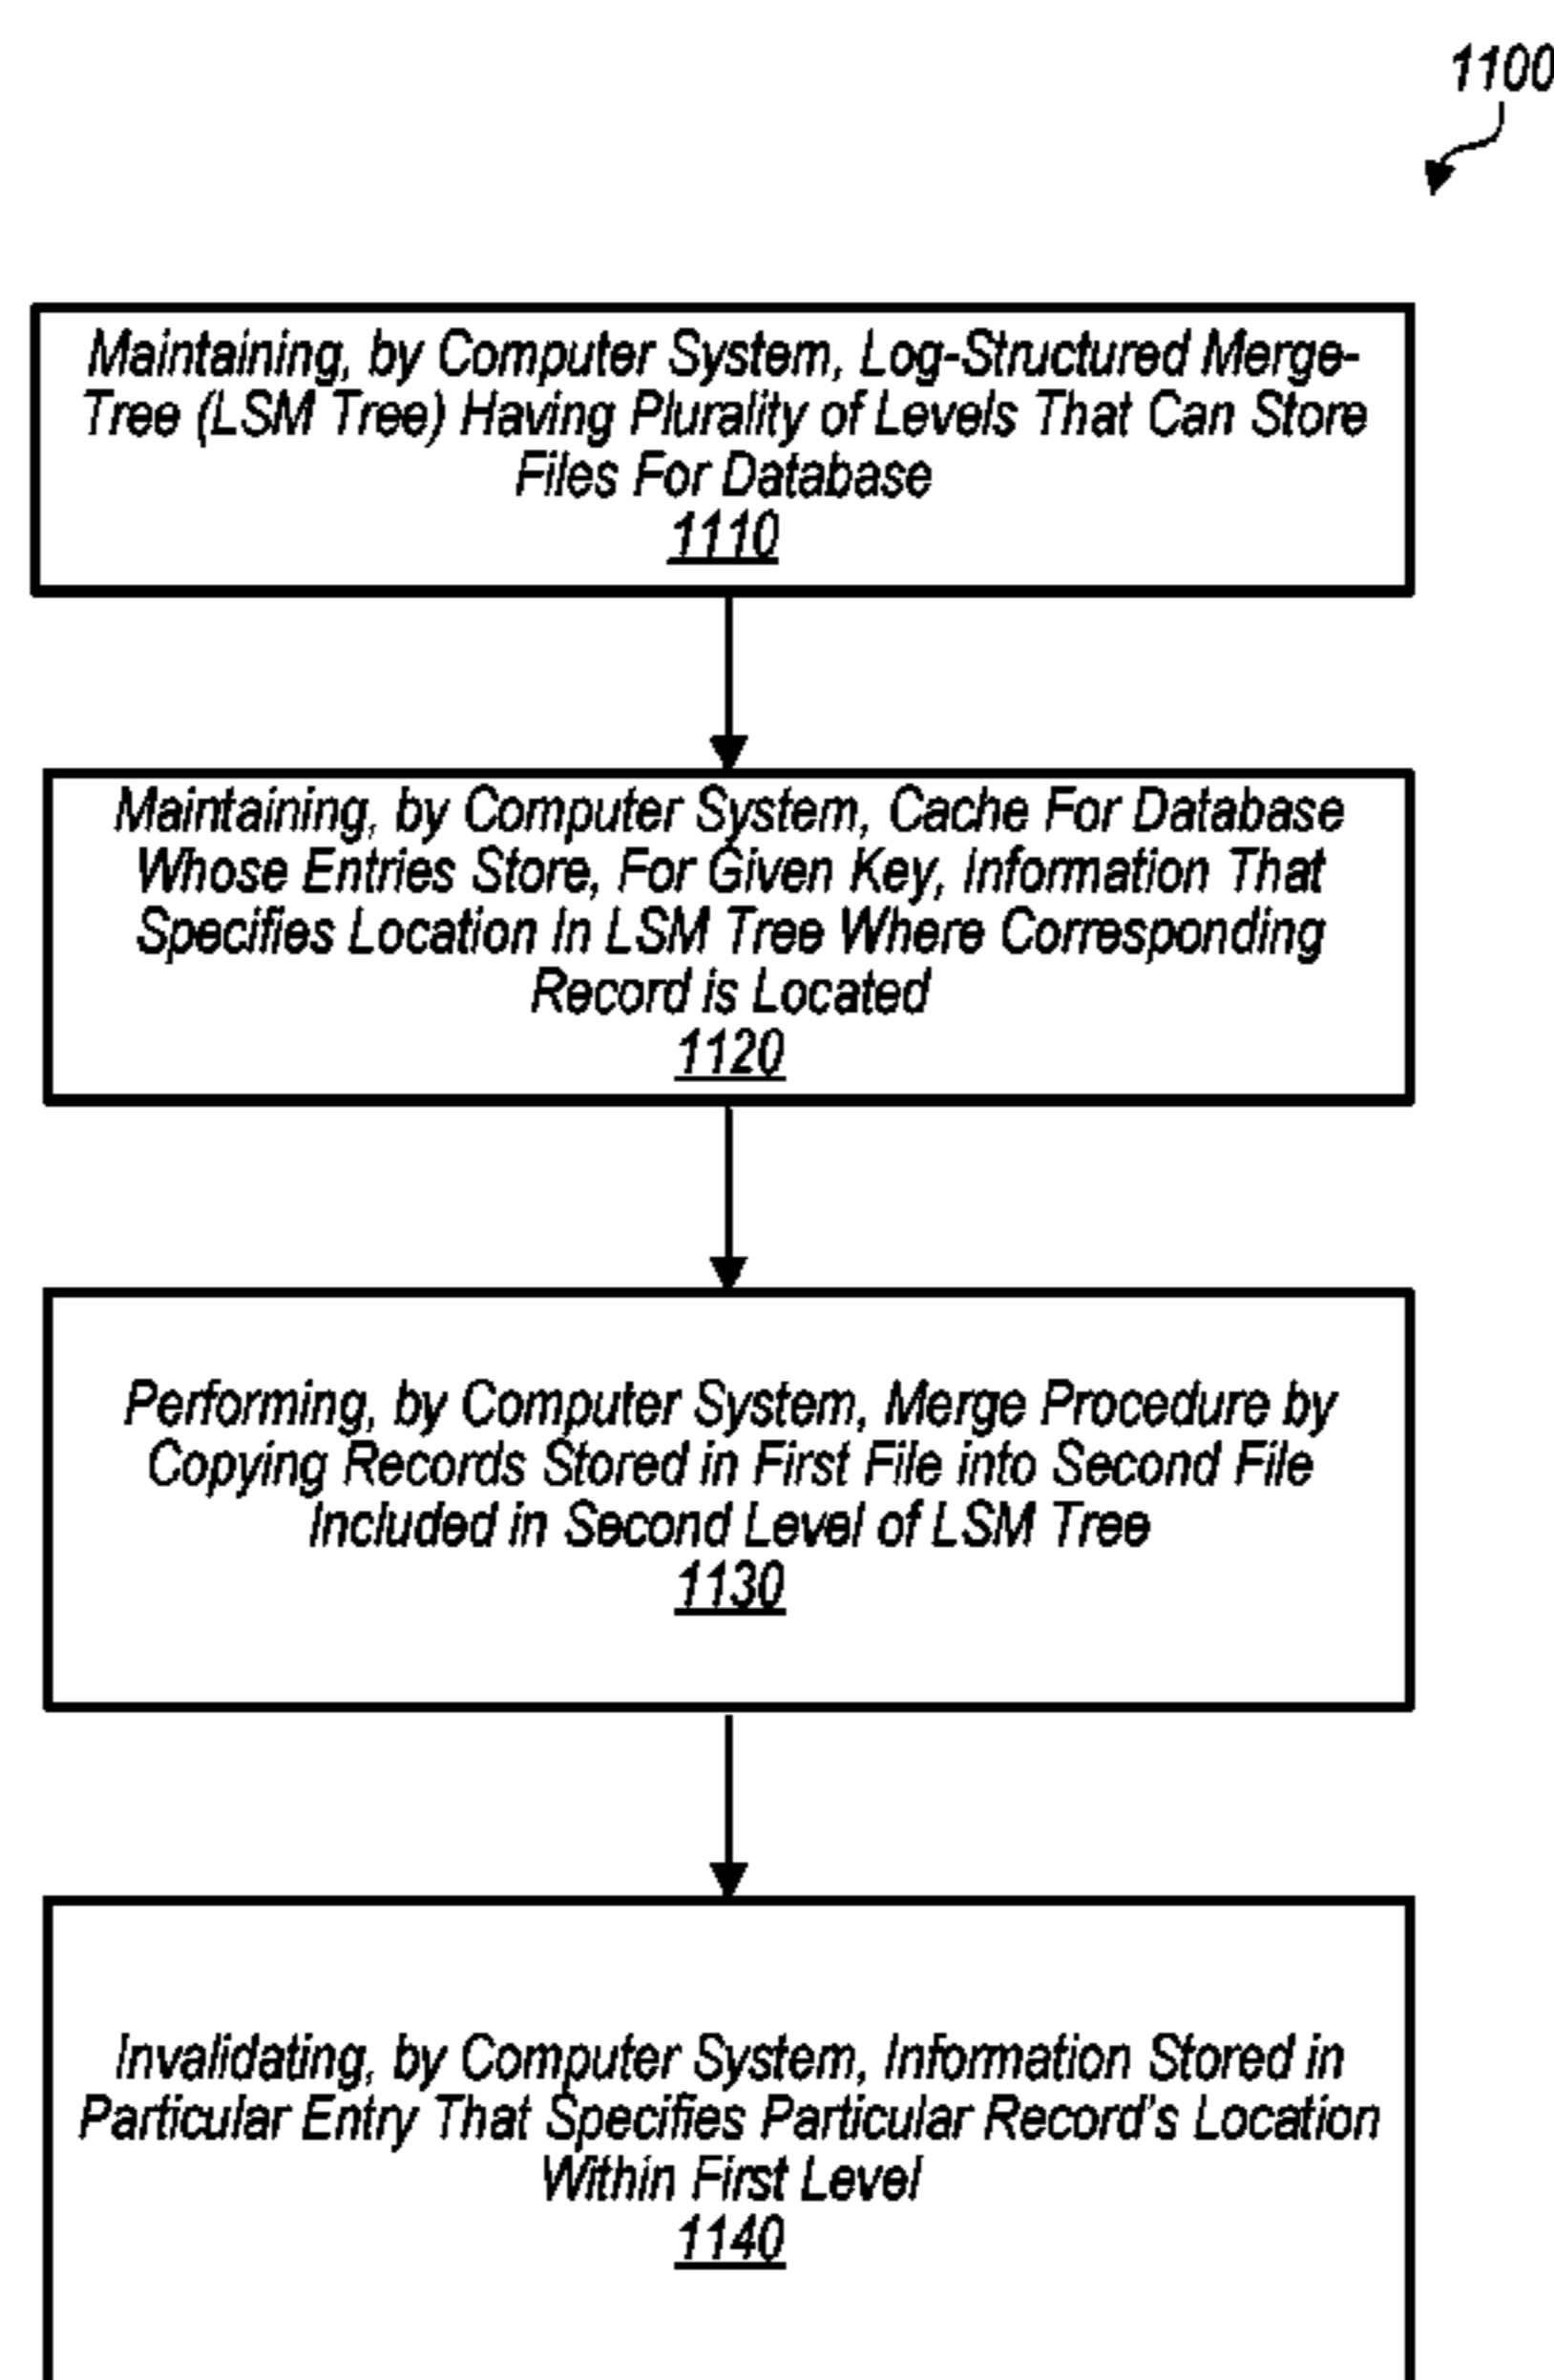 1100
Maintaining, by Computer System, Log-Structured Merge-
Tree (LSM Tree) Having Plurality of Levels That Can Store
Files For Database
1110
Maintaining, by Computer System, Cache For Database
Whose Entries Store, For Given Key, Information That
Specifies Location In LSM Tree Where Corresponding
Record is Located
1120
Performing, by Computer System, Merge Procedure by
Copying Records Stored in First File into Second File
Included in Second Level of LSM Tree
1130
Invalidating, by Computer System, Information Stored in
Particular Entry That Specifies Particular Record's Location
Within First Level
1140